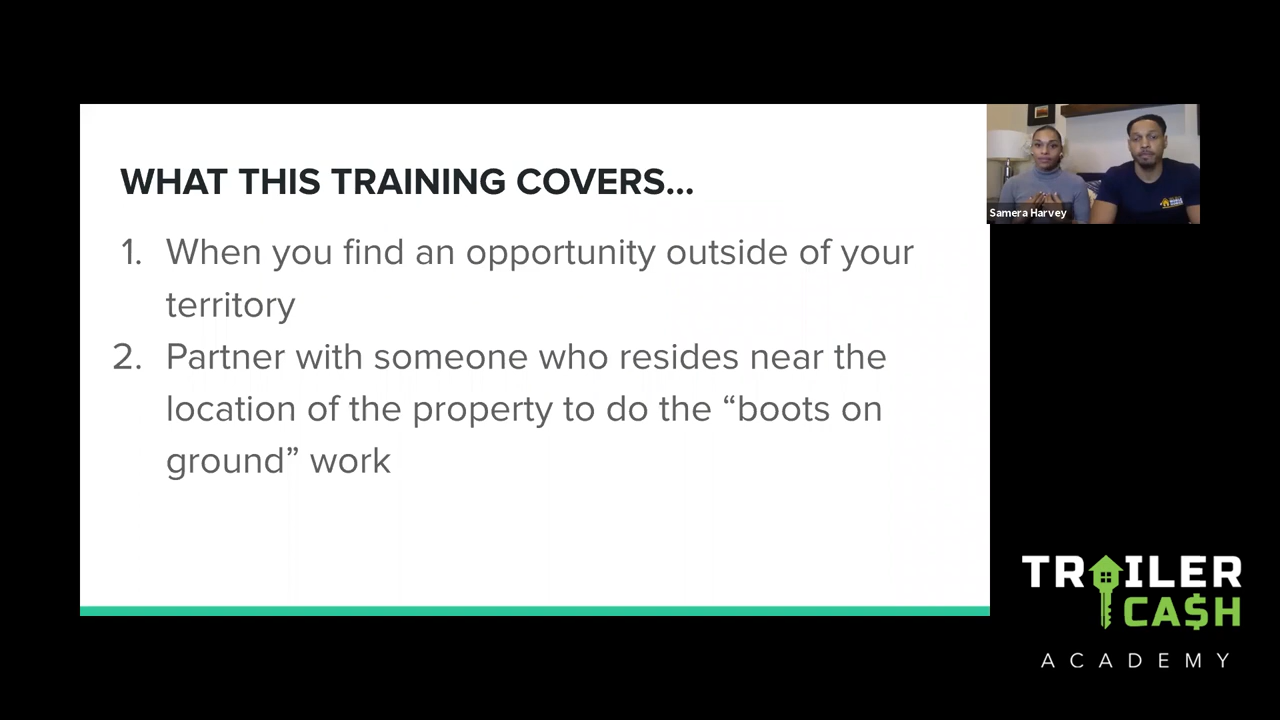 WHAT THIS TRAINING COVERS...
1. When you find an opportunity outside of your
territory
2. Partner with someone who resides near the
location of the property to do the “boots on
ground” work
Samera Harvey
TRAILER
CA$H
ACADEMY